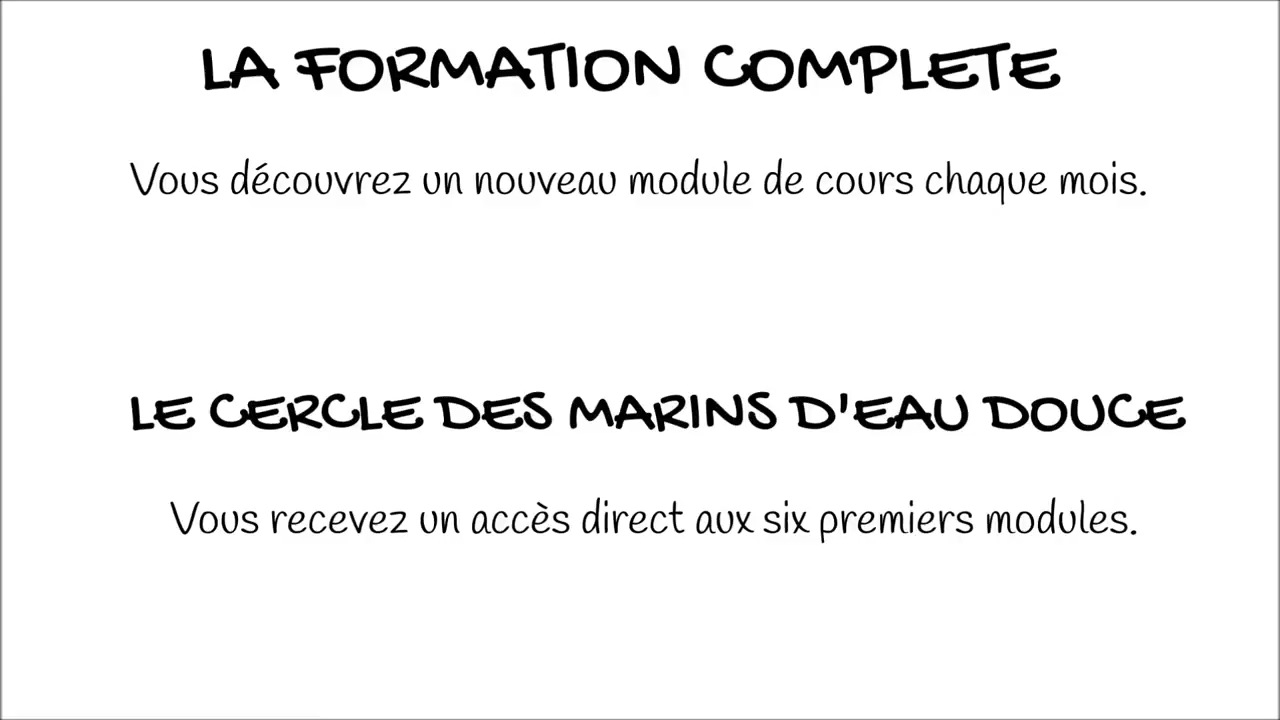 LA FORMATION COMPLETE
Vous découvrez un nouveau module de cours chaque mois.
LE CERCLE DES MARINS D'EAU DOUCE
Vous recevez un accès direct aux six premiers modules.